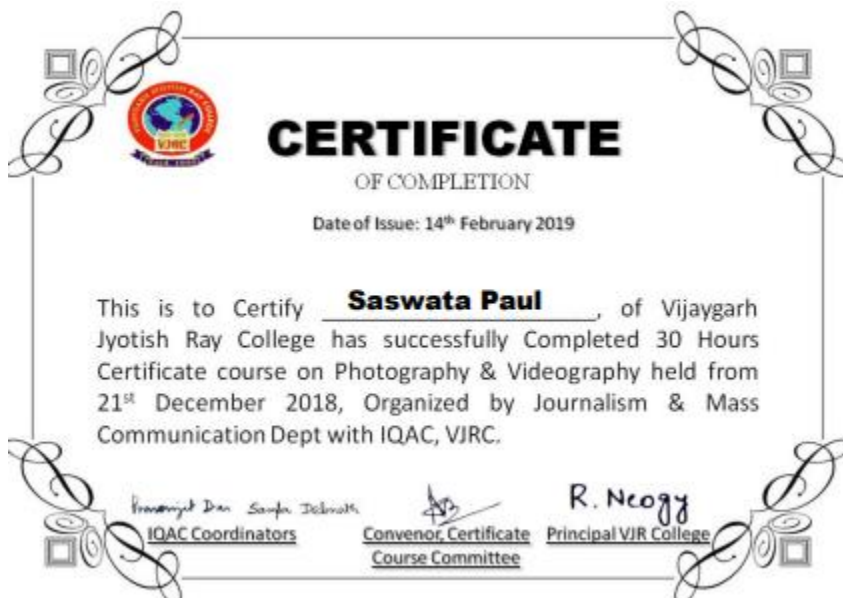 VJRC
CERTIFICATE
OF COMPLETION
Date of Issue: 14th February 2019
This is to Certify Saswata Paul, of Vijaygarh
Jyotish Ray College has successfully Completed 30 Hours
Certificate course on Photography & Videography held from
21st December 2018, Organized by Journalism & Mass
Communication Dept with IQAC, VJRC.
R. Neogy
IQAC Coordinators Convenor, Certificate Principal VJR College
Course Committee